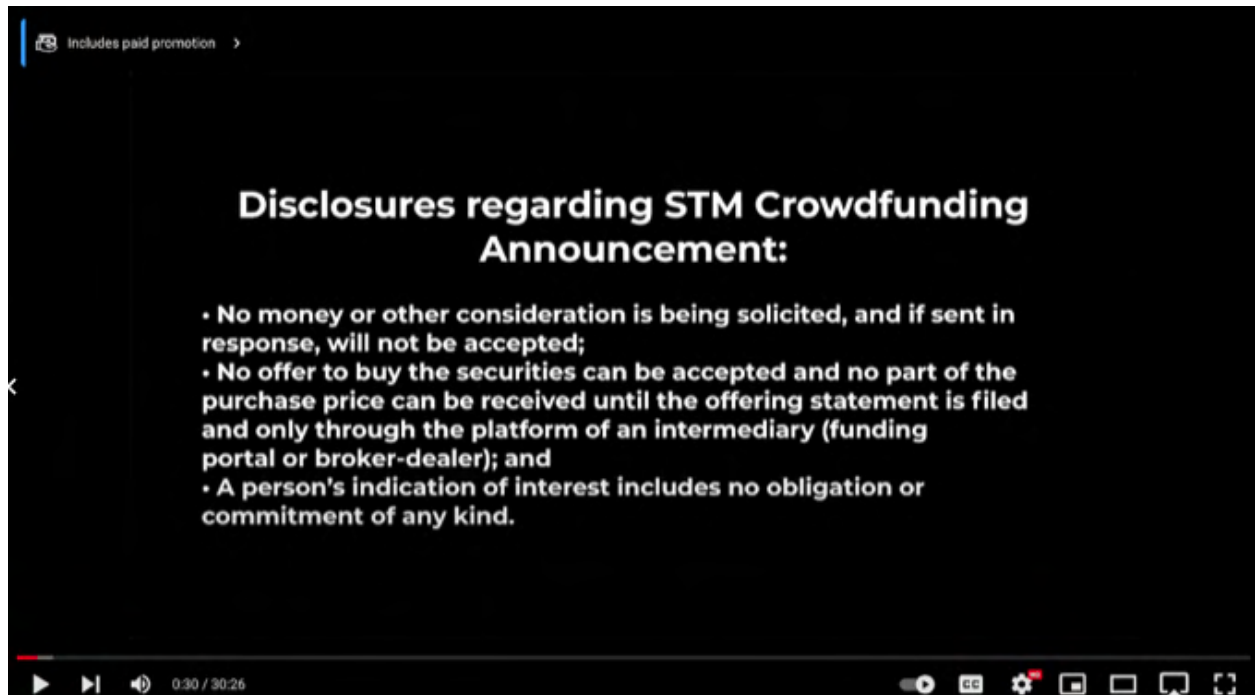 Includes paid promotion
Disclosures regarding STM Crowdfunding
Announcement:
• No money or other consideration is being solicited, and if sent in
response, will not be accepted;
• No offer to buy the securities can be accepted and no part of the
purchase price can be received until the offering statement is filed
and only through the platform of an intermediary (funding
portal or broker-dealer); and
• A person's indication of interest includes no obligation or
commitment of any kind.
0:30 / 30:26
CC
HD